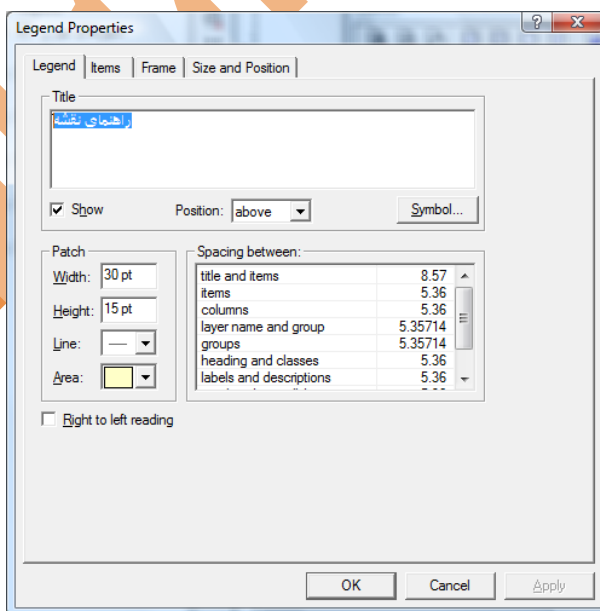 Legend Properties
Legend Items Frame Size and Position
Title
راهنمای نقشه
Show Position: above Symbol...
Patch
Width: 30 pt
Height: 15 pt
Line:
Area:
Spacing between:
title and items 8.57
items 5.36
columns 5.36
layer name and group 5.35714
groups 5.35714
heading and classes 5.36
labels and descriptions 5.36
Right to left reading
OK Cancel Apply